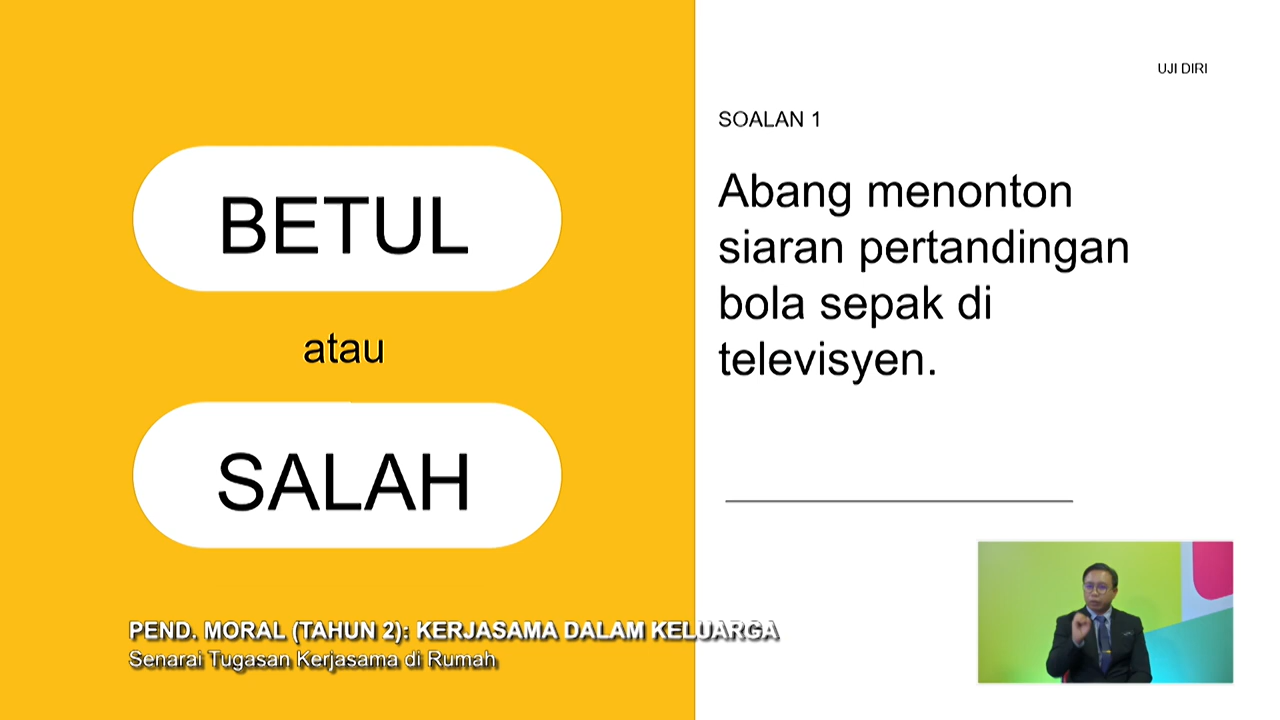 BETUL
atau
SALAH
UJI DIRI
SOALAN 1
Abang menonton
siaran pertandingan
bola sepak di
televisyen.
PEND. MORAL (TAHUN 2): KERJASAMA DALAM KELUARGA
Senarai Tugasan Kerjasama di Rumah